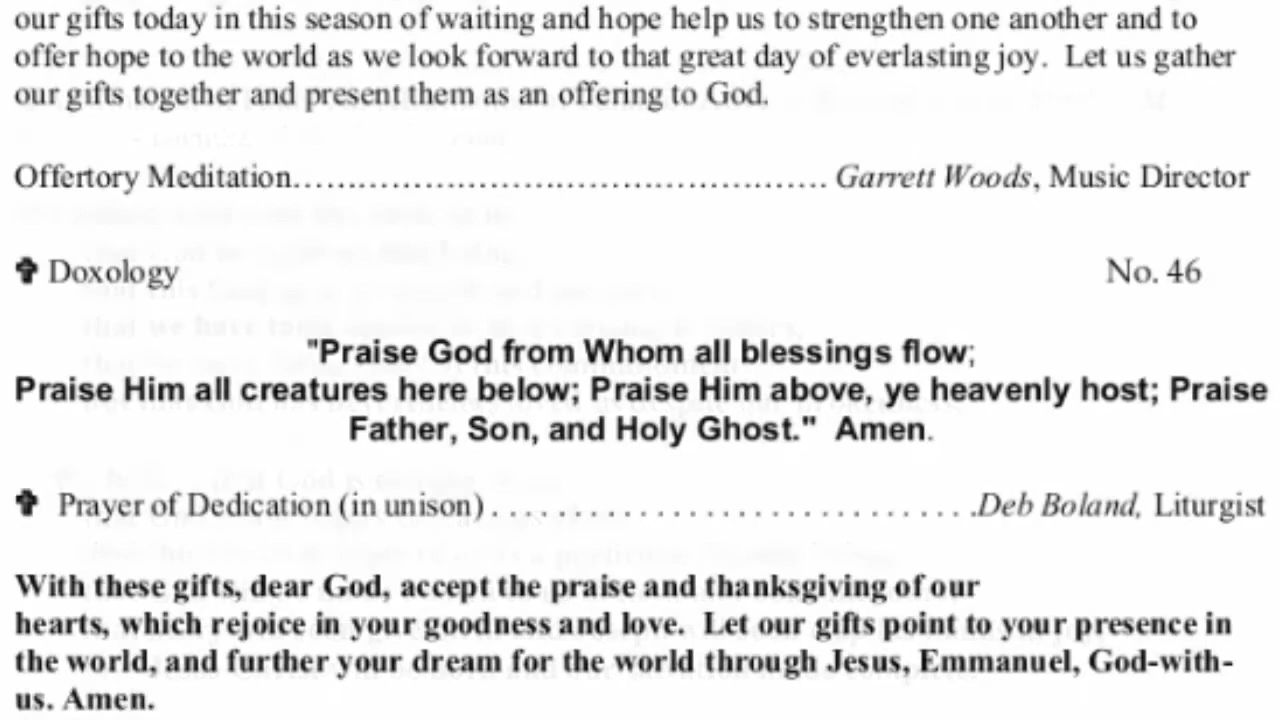 our gifts today in this season of waiting and hope help us to strengthen one another and to
offer hope to the world as we look forward to that great day of everlasting joy.  Let us gather
our gifts together and present them as an offering to God.
Offertory Meditation................................................. Garrett Woods, Music Director
✞ Doxology No. 46
"Praise God from Whom all blessings flow;
Praise Him all creatures here below; Praise Him above, ye heavenly host; Praise
Father, Son, and Holy Ghost."  Amen.
✞ Prayer of Dedication (in unison) . . . . . . . . . . . . . . . . . . . . . . . . . . . . . .Deb Boland, Liturgist
With these gifts, dear God, accept the praise and thanksgiving of our
hearts, which rejoice in your goodness and love.  Let our gifts point to your presence in
the world, and further your dream for the world through Jesus, Emmanuel, God-with-
us. Amen.